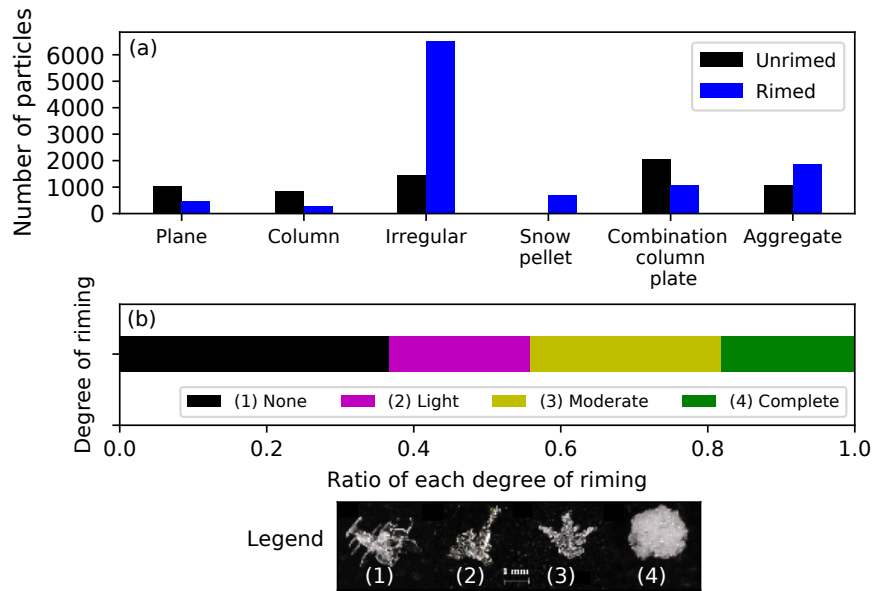 (a)
Number of particles
6000
5000
4000
3000
2000
1000
0
Unrimed
Rimed
Plane
Column
Irregular
Snow
pellet
Combination
column
plate
Aggregate
(b)
Degree of riming
(1) None
(2) Light
(3) Moderate
(4) Complete
0.0
0.2
0.4
0.6
0.8
1.0
Ratio of each degree of riming
Legend
(1)
(2)
1 mm
(3)
(4)